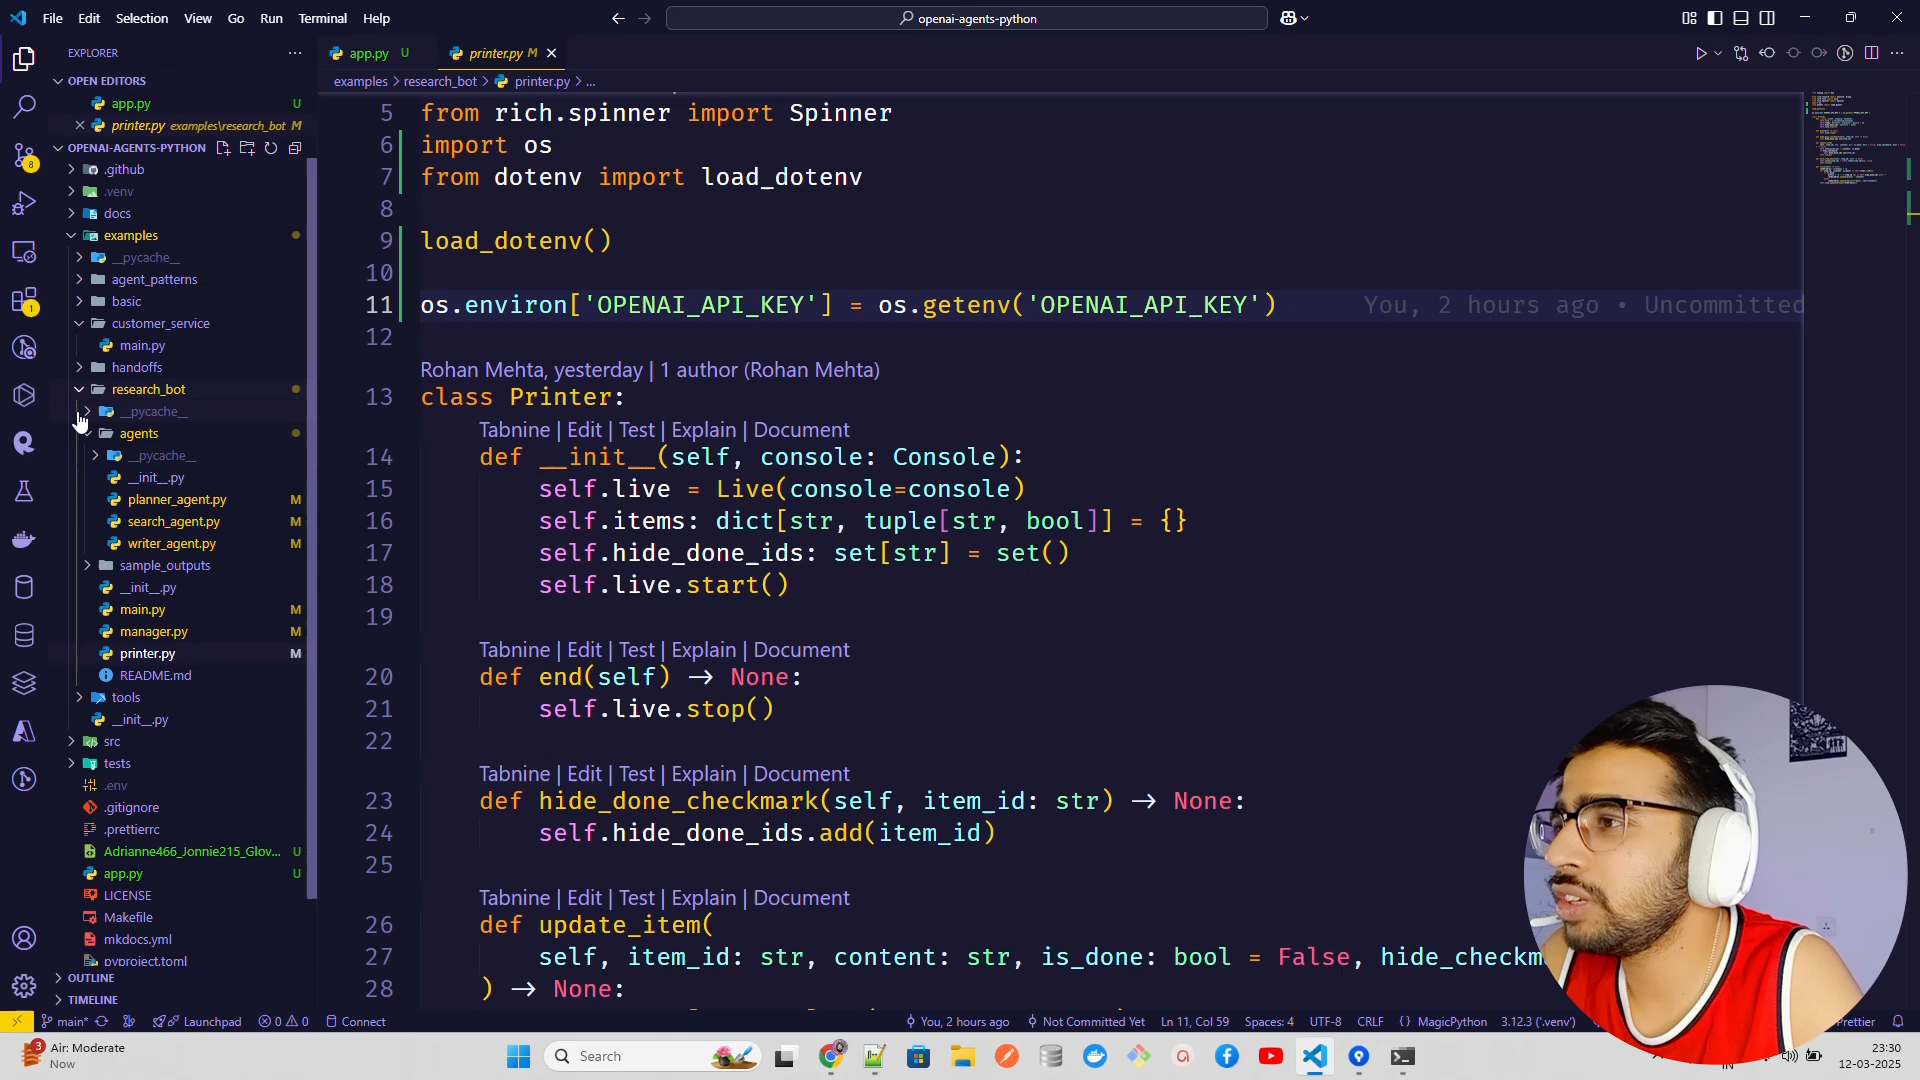 File Edit Selection View Go Run Terminal Help
openai-agents-python
EXPLORER
OPEN EDITORS
app.py U
printer.py examples\research_bot M
OPENAI-AGENTS-PYTHON
.github
.venv
docs
examples
__pycache__
agent_patterns
basic
customer_service
main.py
handoffs
research_bot
__pycache__
agents
__pycache__
__init__.py
planner_agent.py M
search_agent.py M
writer_agent.py M
sample_outputs
__init__.py
main.py M
manager.py M
printer.py M
README.md
tools
__init__.py
src
tests
.env
.gitignore
.prettierrc
Adrianne466_Jonnie215_Glov... U
app.py U
LICENSE
Makefile
mkdocs.yml
pyproject.toml
OUTLINE
TIMELINE
8
1
app.py U printer.py M
examples > research_bot > printer.py > ...
5 from rich.spinner import Spinner
6 import os
7 from dotenv import load_dotenv
8
9 load_dotenv()
10
11 os.environ['OPENAI_API_KEY'] = os.getenv('OPENAI_API_KEY') You, 2 hours ago • Uncommitted
12
Rohan Mehta, yesterday | 1 author (Rohan Mehta)
13 class Printer:
Tabnine | Edit | Test | Explain | Document
14 def __init__(self, console: Console):
15 self.live = Live(console=console)
16 self.items: dict[str, tuple[str, bool]] = {}
17 self.hide_done_ids: set[str] = set()
18 self.live.start()
19
Tabnine | Edit | Test | Explain | Document
20 def end(self) -> None:
21 self.live.stop()
22
Tabnine | Edit | Test | Explain | Document
23 def hide_done_checkmark(self, item_id: str) -> None:
24 self.hide_done_ids.add(item_id)
25
Tabnine | Edit | Test | Explain | Document
26 def update_item(
27 self, item_id: str, content: str, is_done: bool = False, hide_checkm
28 ) -> None:
main* Launchpad 0 0 Connect You, 2 hours ago Not Committed Yet Ln 11, Col 59 Spaces: 4 UTF-8 CRLF {} MagicPython 3.12.3 ('.venv') Prettier
3 Air: Moderate
Now
Search
IN
23:30
12-03-2025